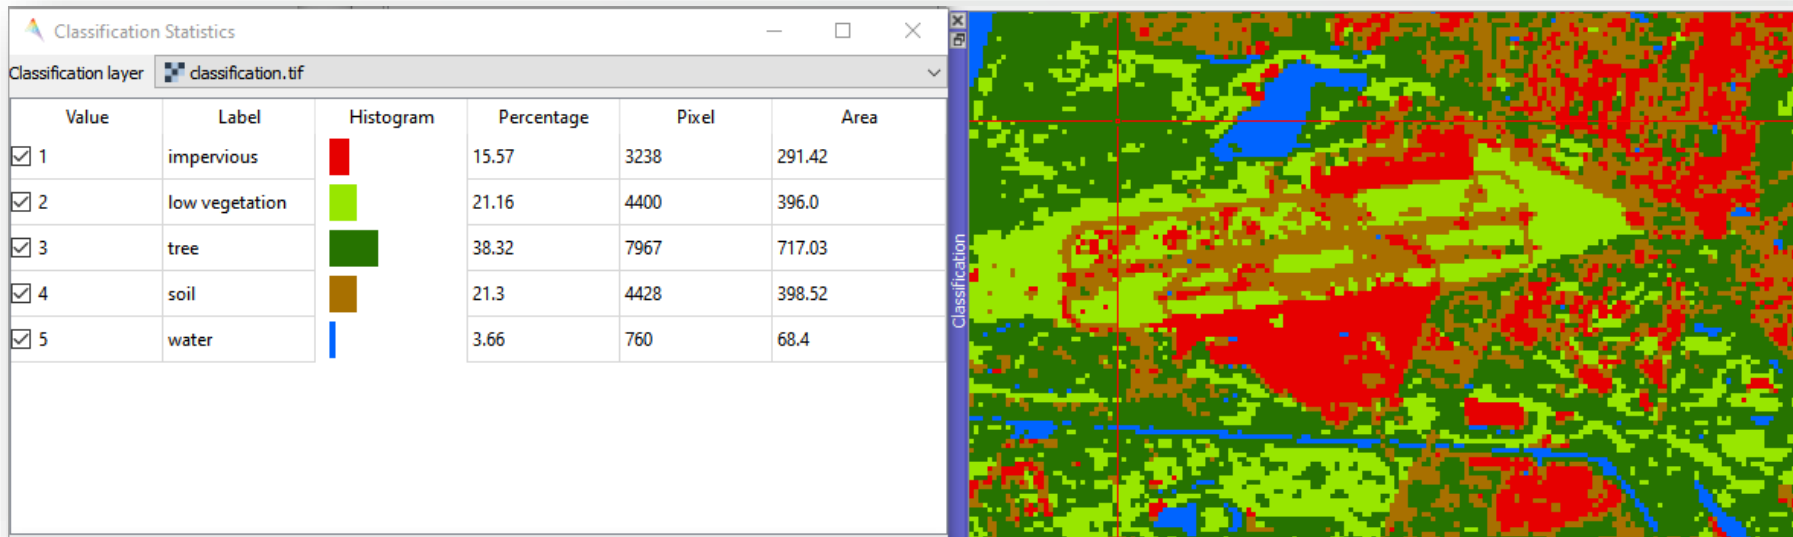 Classification Statistics
Classification layer classification.tif
Value Label Histogram Percentage Pixel Area
1 impervious 15.57 3238 291.42
2 low vegetation 21.16 4400 396.0
3 tree 38.32 7967 717.03
4 soil 21.3 4428 398.52
5 water 3.66 760 68.4
Classification